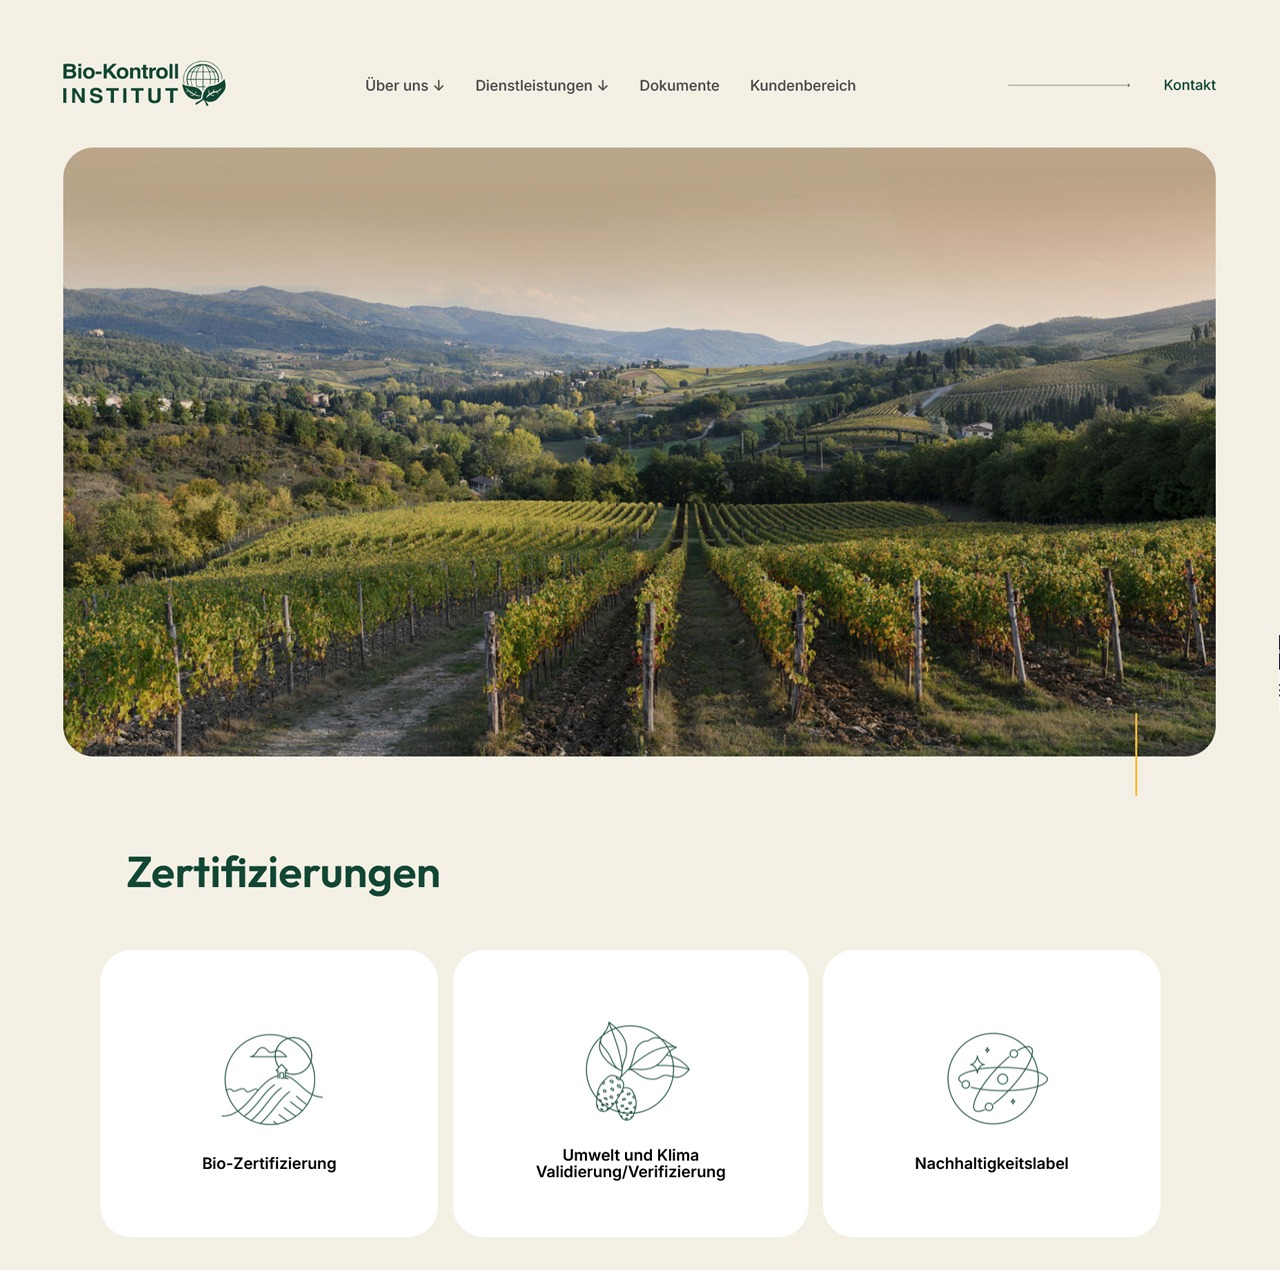 Bio-Kontroll
INSTITUT
Über uns ↓
Dienstleistungen ↓
Dokumente
Kundenbereich
Kontakt
Zertifizierungen
Bio-Zertifizierung
Umwelt und Klima
Validierung/Verifizierung
Nachhaltigkeitslabel